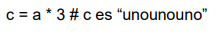 c = a * 3 # c es “unounouno”